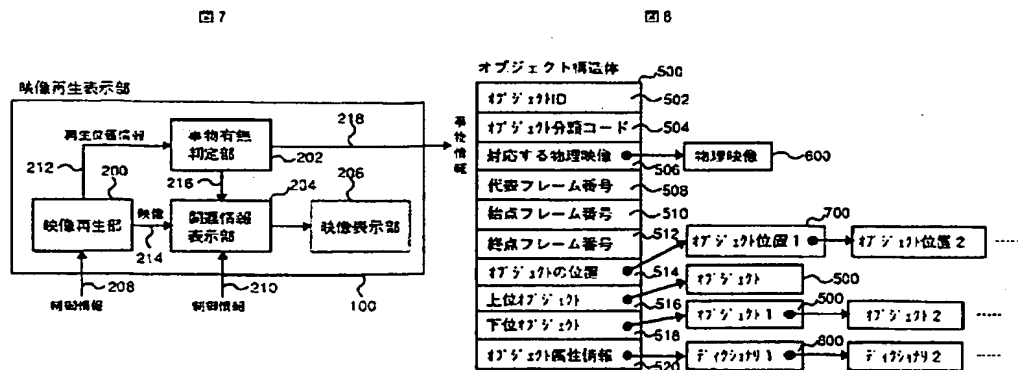 図7
映像再生表示部
再生位置情報
事物有無
判定部
218
202
212
216
200
204
206
映像再生部
映像
214
関連情報
表示部
映像表示部
208
制御情報
210
制御情報
100
事物情報
図8
オブジェクト構造体
500
オブジェクトID
502
オブジェクト分類コード
504
対応する物理映像
506
物理映像
600
代表フレーム番号
508
始点フレーム番号
510
終点フレーム番号
512
オブジェクトの位置
514
700
オブジェクト位置1
オブジェクト位置2
上位オブジェクト
516
オブジェクト
500
下位オブジェクト
518
500
オブジェクト1
オブジェクト2
オブジェクト属性情報
520
800
ディクショナリ1
ディクショナリ2